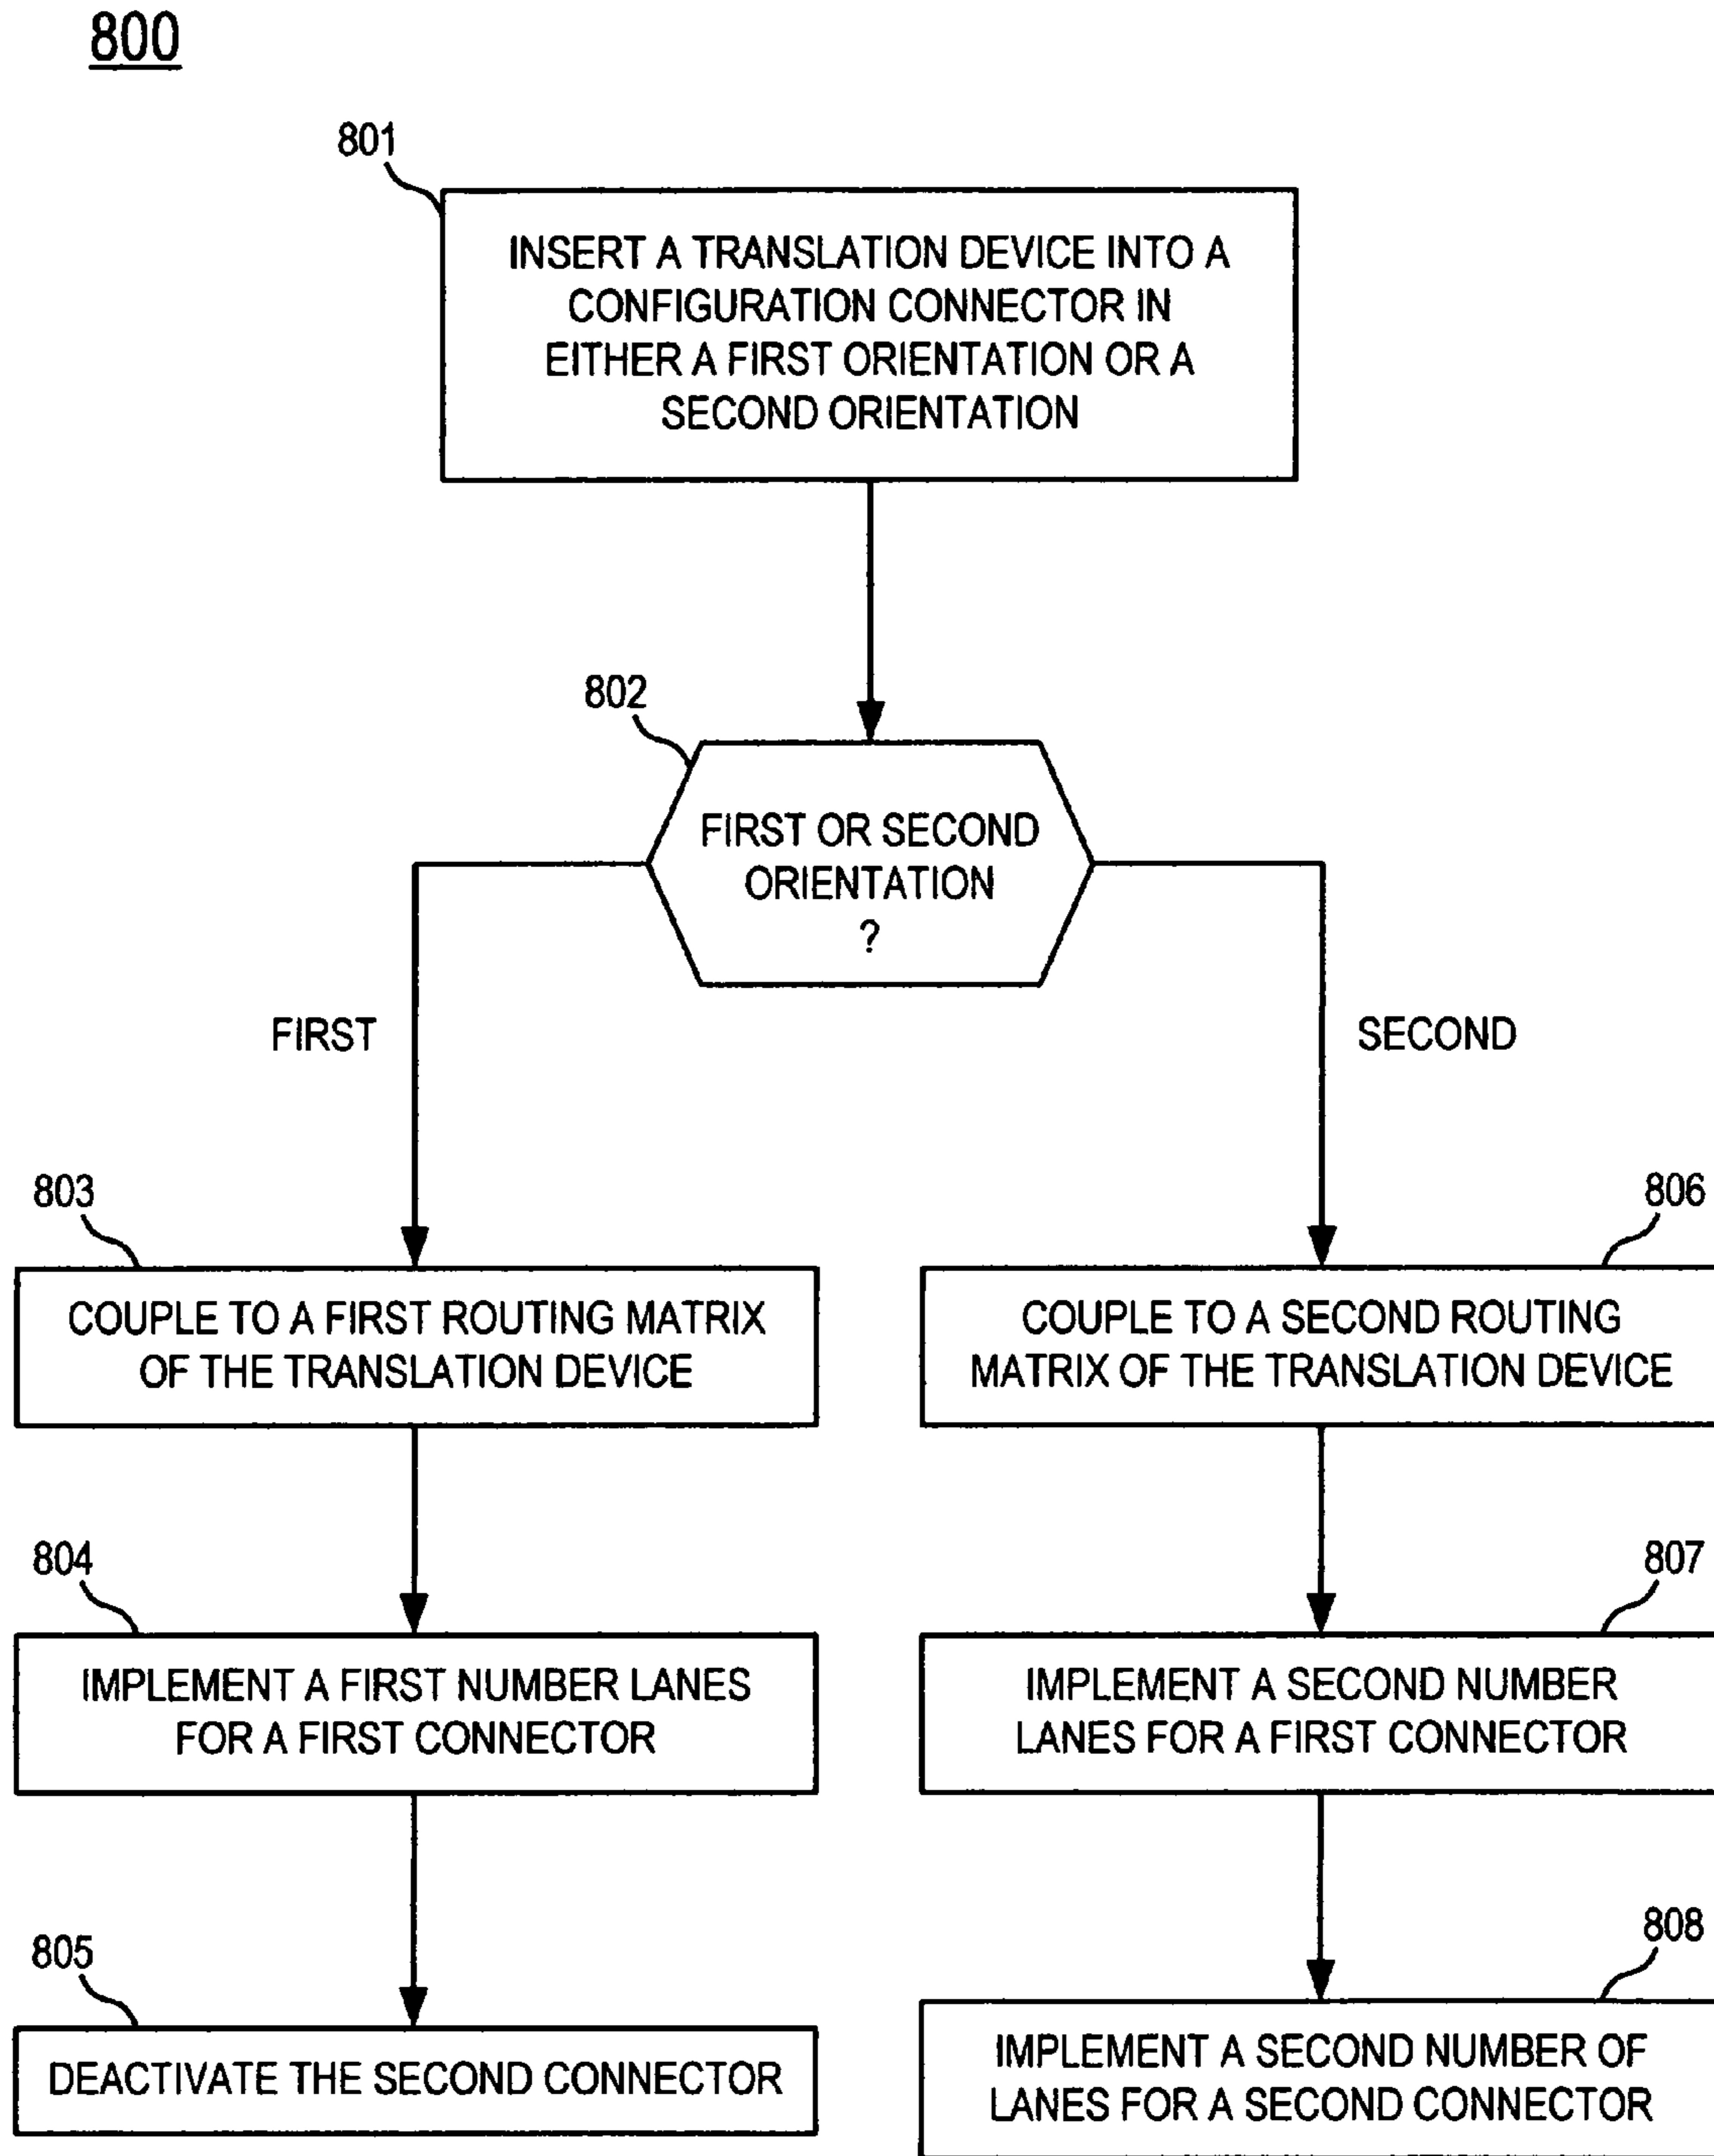 800
801
INSERT A TRANSLATION DEVICE INTO A
CONFIGURATION CONNECTOR IN
EITHER A FIRST ORIENTATION OR A
SECOND ORIENTATION
802
FIRST OR SECOND
ORIENTATION
?
FIRST
SECOND
803
COUPLE TO A FIRST ROUTING MATRIX
OF THE TRANSLATION DEVICE
806
COUPLE TO A SECOND ROUTING
MATRIX OF THE TRANSLATION DEVICE
804
IMPLEMENT A FIRST NUMBER LANES
FOR A FIRST CONNECTOR
807
IMPLEMENT A SECOND NUMBER
LANES FOR A FIRST CONNECTOR
805
DEACTIVATE THE SECOND CONNECTOR
808
IMPLEMENT A SECOND NUMBER OF
LANES FOR A SECOND CONNECTOR